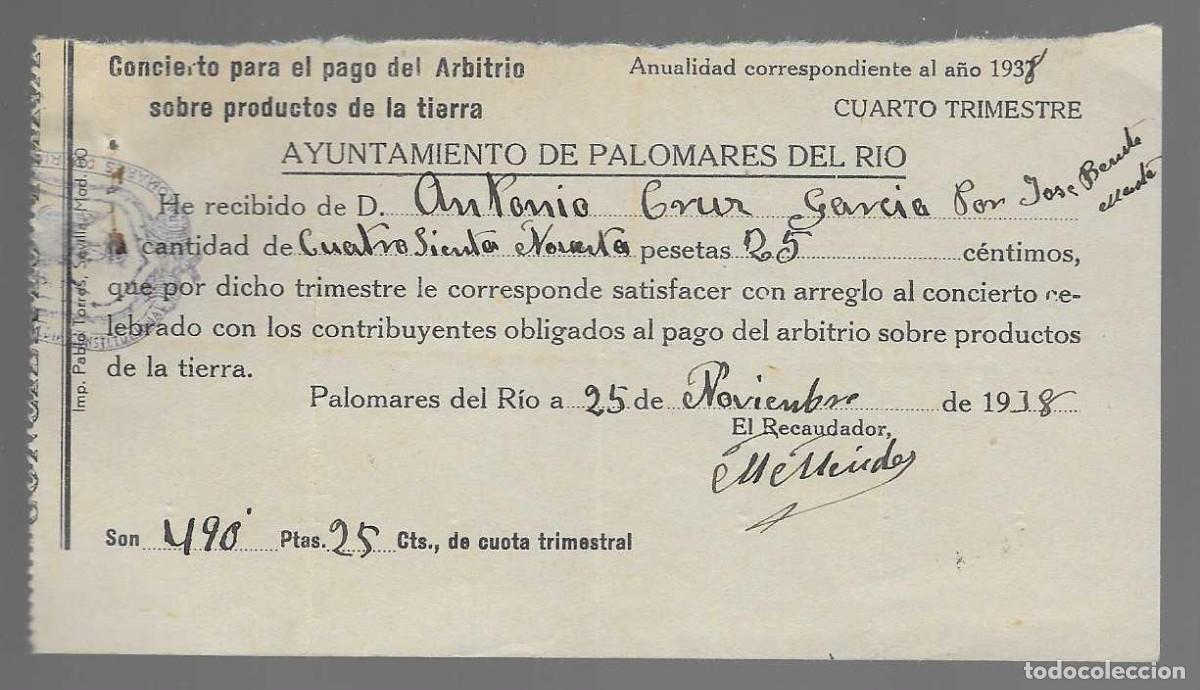 Concierto para el pago del Arbitrio
sobre productos de la tierra
Anualidad correspondiente al año 1938
CUARTO TRIMESTRE
AYUNTAMIENTO DE PALOMARES DEL RIO
He recibido de D. Antonio Cruz Garcia Por Jose
la cantidad de Cuatro Sienta Noventa pesetas 25 céntimos,
que por dicho trimestre le corresponde satisfacer con arreglo al concierto ce-
lebrado con los contribuyentes obligados al pago del arbitrio sobre productos
de la tierra.
Palomares del Río a 25 de Novienbre de 1938
El Recaudador,
Son 490 Ptas. 25 Cts., de cuota trimestral
Imp. Pablo Torres, Sevilla, Mad. 60
todocoleccion